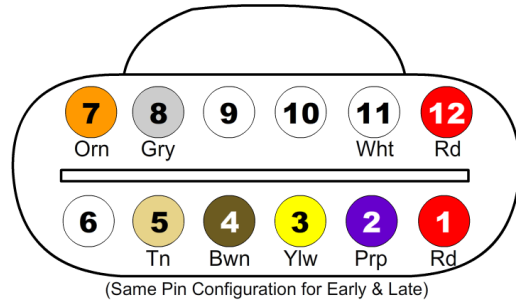 7 8 9 10 11 12
Orn Gry Wht Rd
6 5 4 3 2 1
Tn Bwn Ylw Prp Rd
(Same Pin Configuration for Early & Late)